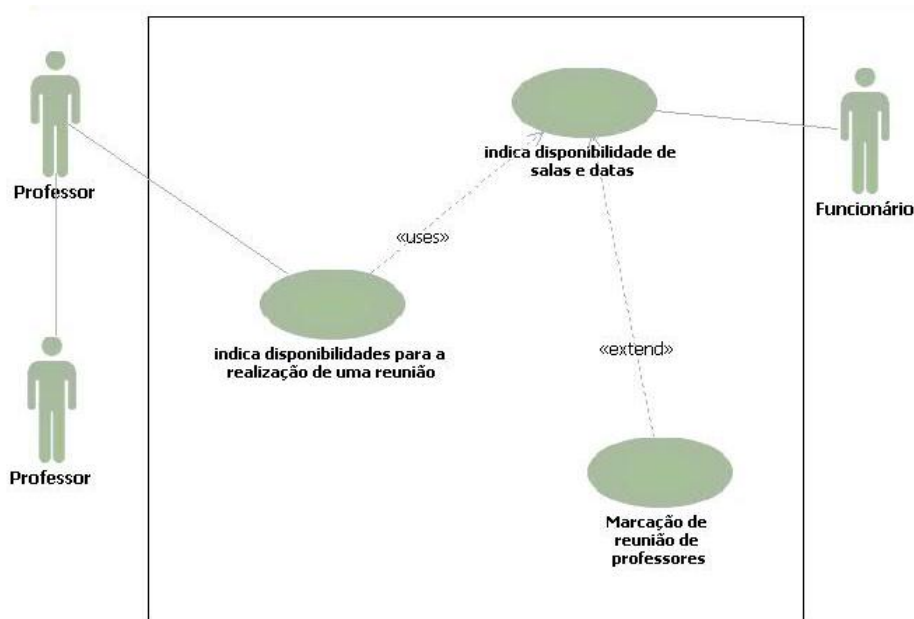 Professor
indica disponibilidade de
salas e datas
Funcionário
«uses»
indica disponibilidades para a
realização de uma reunião
«extend»
Professor
Marcação de
reunião de
professores